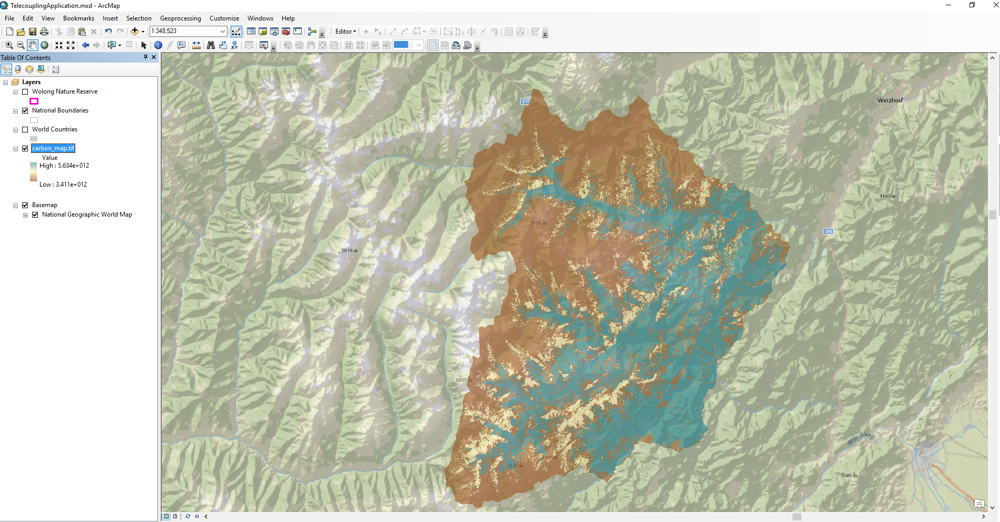 TelecouplingApplication.mxd - ArcMap
File Edit View Bookmarks Insert Selection Geoprocessing Customize Windows Help
1:348,523
Editor
100%
Table Of Contents
Layers
Wolong Nature Reserve
National Boundaries
World Countries
carbon_map.tif
Value
High : 5.634e+012
Low : 3.411e+012
Basemap
National Geographic World Map
317
Weizhou
4193 m
5775 m
213
5818 m
6309 m
5141 m
2048 m
Min Jiang